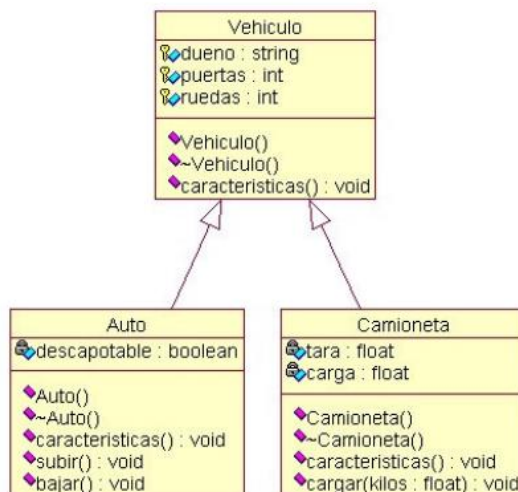 Vehiculo
dueno : string
puertas : int
ruedas : int
Vehiculo()
~Vehiculo()
caracteristicas() : void
Auto
descapotable : boolean
Auto()
~Auto()
caracteristicas() : void
subir() : void
bajar() : void
Camioneta
tara : float
carga : float
Camioneta()
~Camioneta()
caracteristicas() : void
cargar(kilos : float) : void